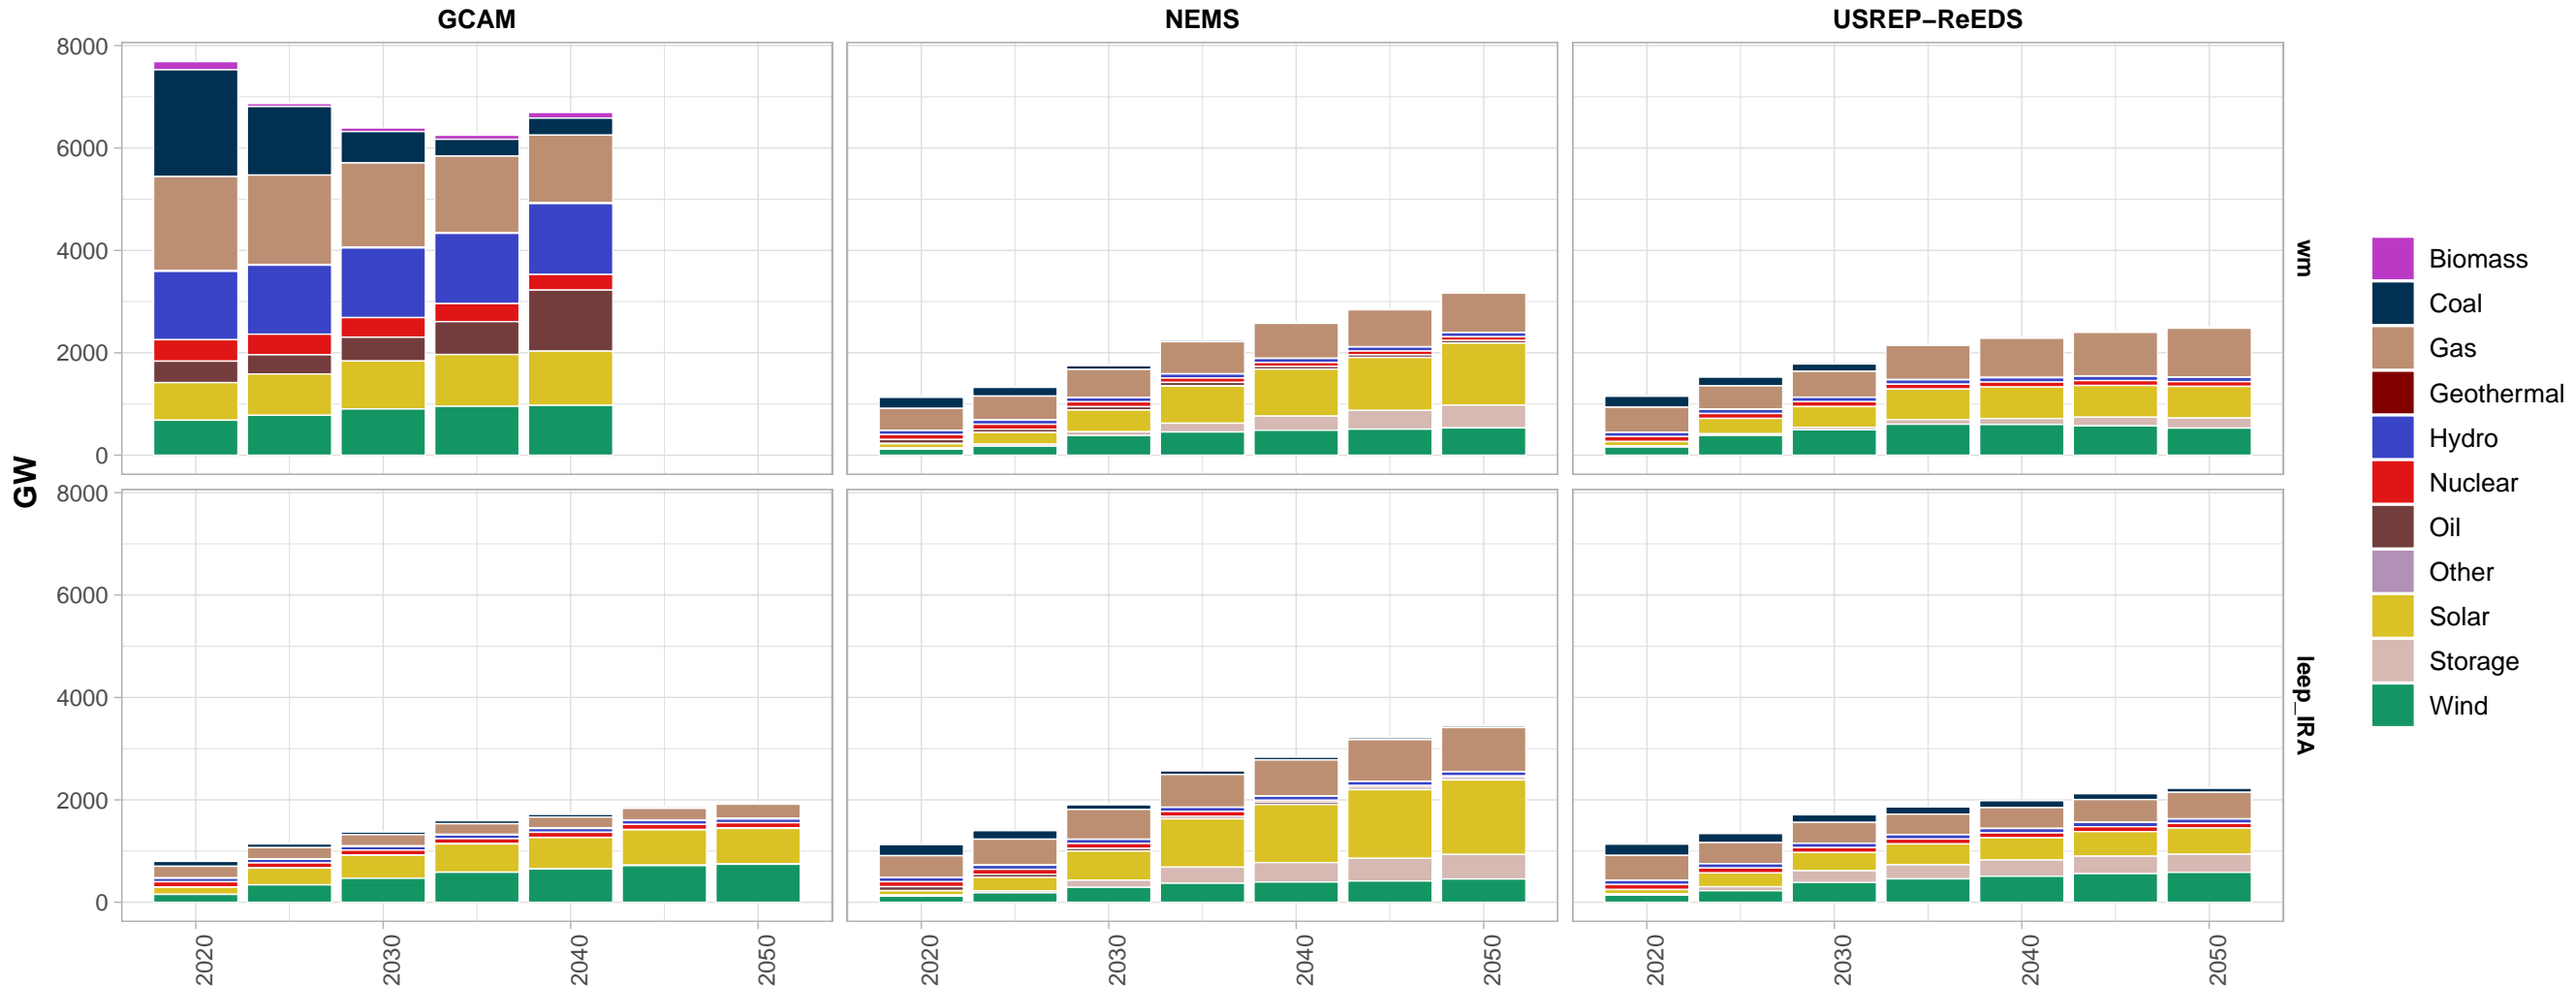 GCAM
NEMS
USREP−ReEDS
8000
6000
4000
2000
0
wm
8000
6000
4000
2000
0
leep_IRA
GW
2020
2030
2040
2050
2020
2030
2040
2050
2020
2030
2040
2050
Biomass
Coal
Gas
Geothermal
Hydro
Nuclear
Oil
Other
Solar
Storage
Wind